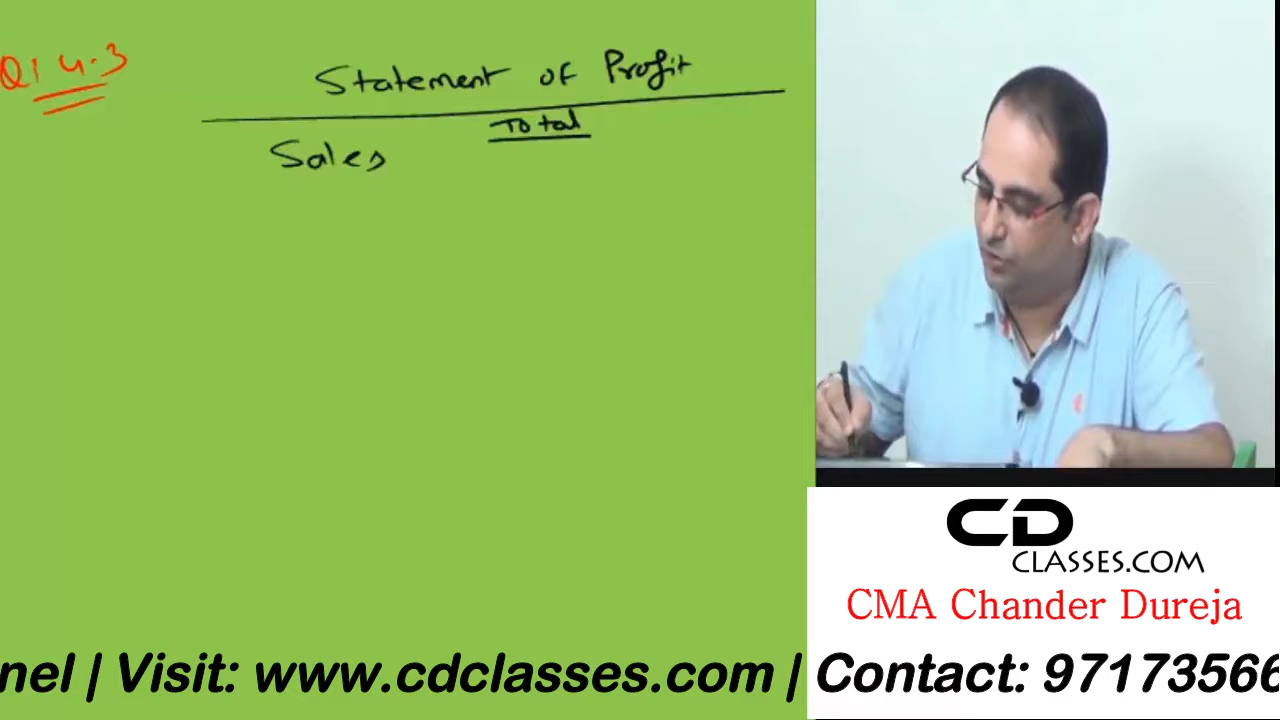 Q1 4.3
Statement of Profit
Total
Sales
CD
CLASSES.COM
CMA Chander Dureja
nel | Visit: www.cdclasses.com | Contact: 97173566